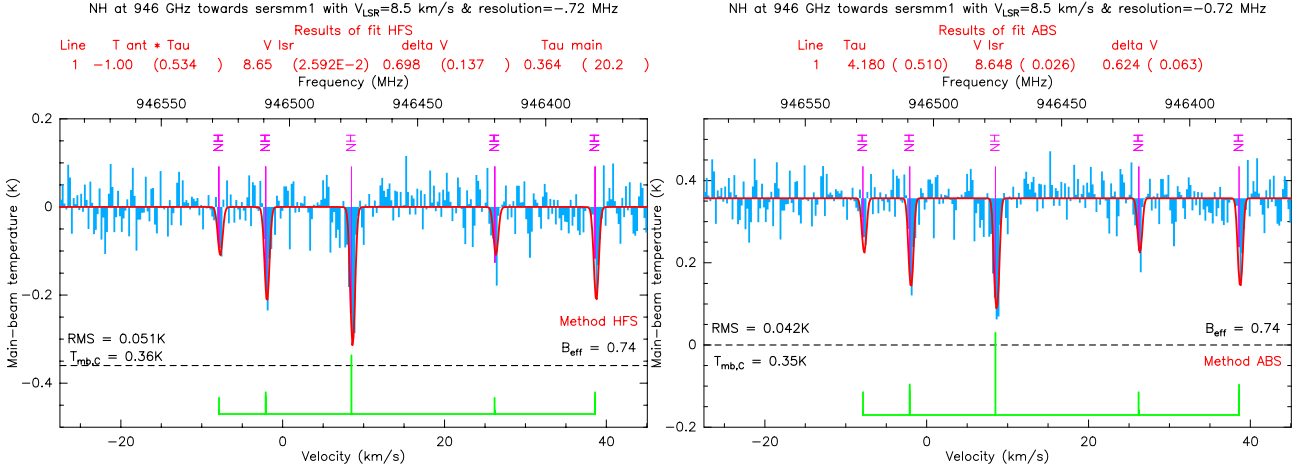 NH at 946 GHz towards sersmm1 with V_LSR=8.5 km/s & resolution=-.72 MHz
Results of fit HFS
Line T ant * Tau V lsr delta V Tau main
1 -1.00 (0.534 ) 8.65 (2.592E-2) 0.698 (0.137 ) 0.364 ( 20.2 )
Frequency (MHz)
946550 946500 946450 946400
NH NH NH NH NH
0.2
0
-0.2
-0.4
Main-beam temperature (K)
Method HFS
RMS = 0.051K
B_eff = 0.74
T_mb,C = 0.36K
-20 0 20 40
Velocity (km/s)
NH at 946 GHz towards sersmm1 with V_LSR=8.5 km/s & resolution=-0.72 MHz
Results of fit ABS
Line Tau V lsr delta V
1 4.180 ( 0.510) 8.648 ( 0.026) 0.624 ( 0.063)
Frequency (MHz)
946550 946500 946450 946400
NH NH NH NH NH
0.4
0.2
0
-0.2
Main-beam temperature (K)
RMS = 0.042K
B_eff = 0.74
T_mb,C = 0.35K
Method ABS
-20 0 20 40
Velocity (km/s)